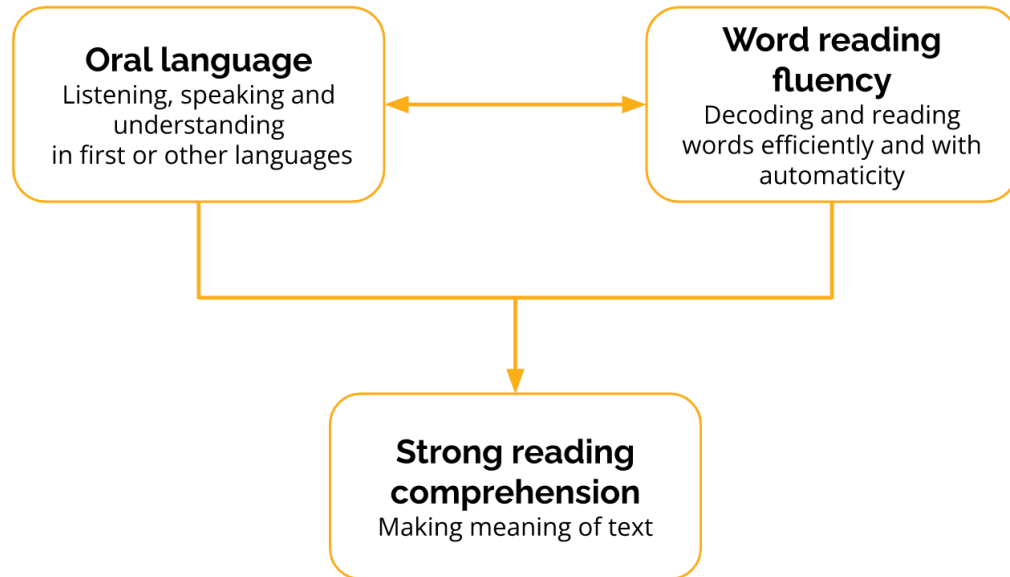 Oral language
Listening, speaking and
understanding
in first or other languages
Word reading
fluency
Decoding and reading
words efficiently and with
automaticity
Strong reading
comprehension
Making meaning of text